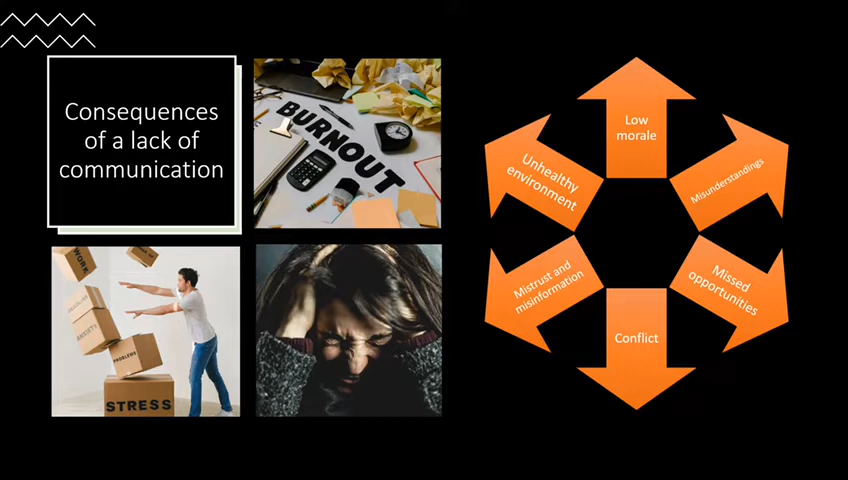 Consequences
of a lack of
communication
BURNOUT
WORK
ANXIETY
PROBLEMS
STRESS
Low
morale
Misunderstandings
Missed
opportunities
Conflict
Mistrust and
misinformation
Unhealthy
environment